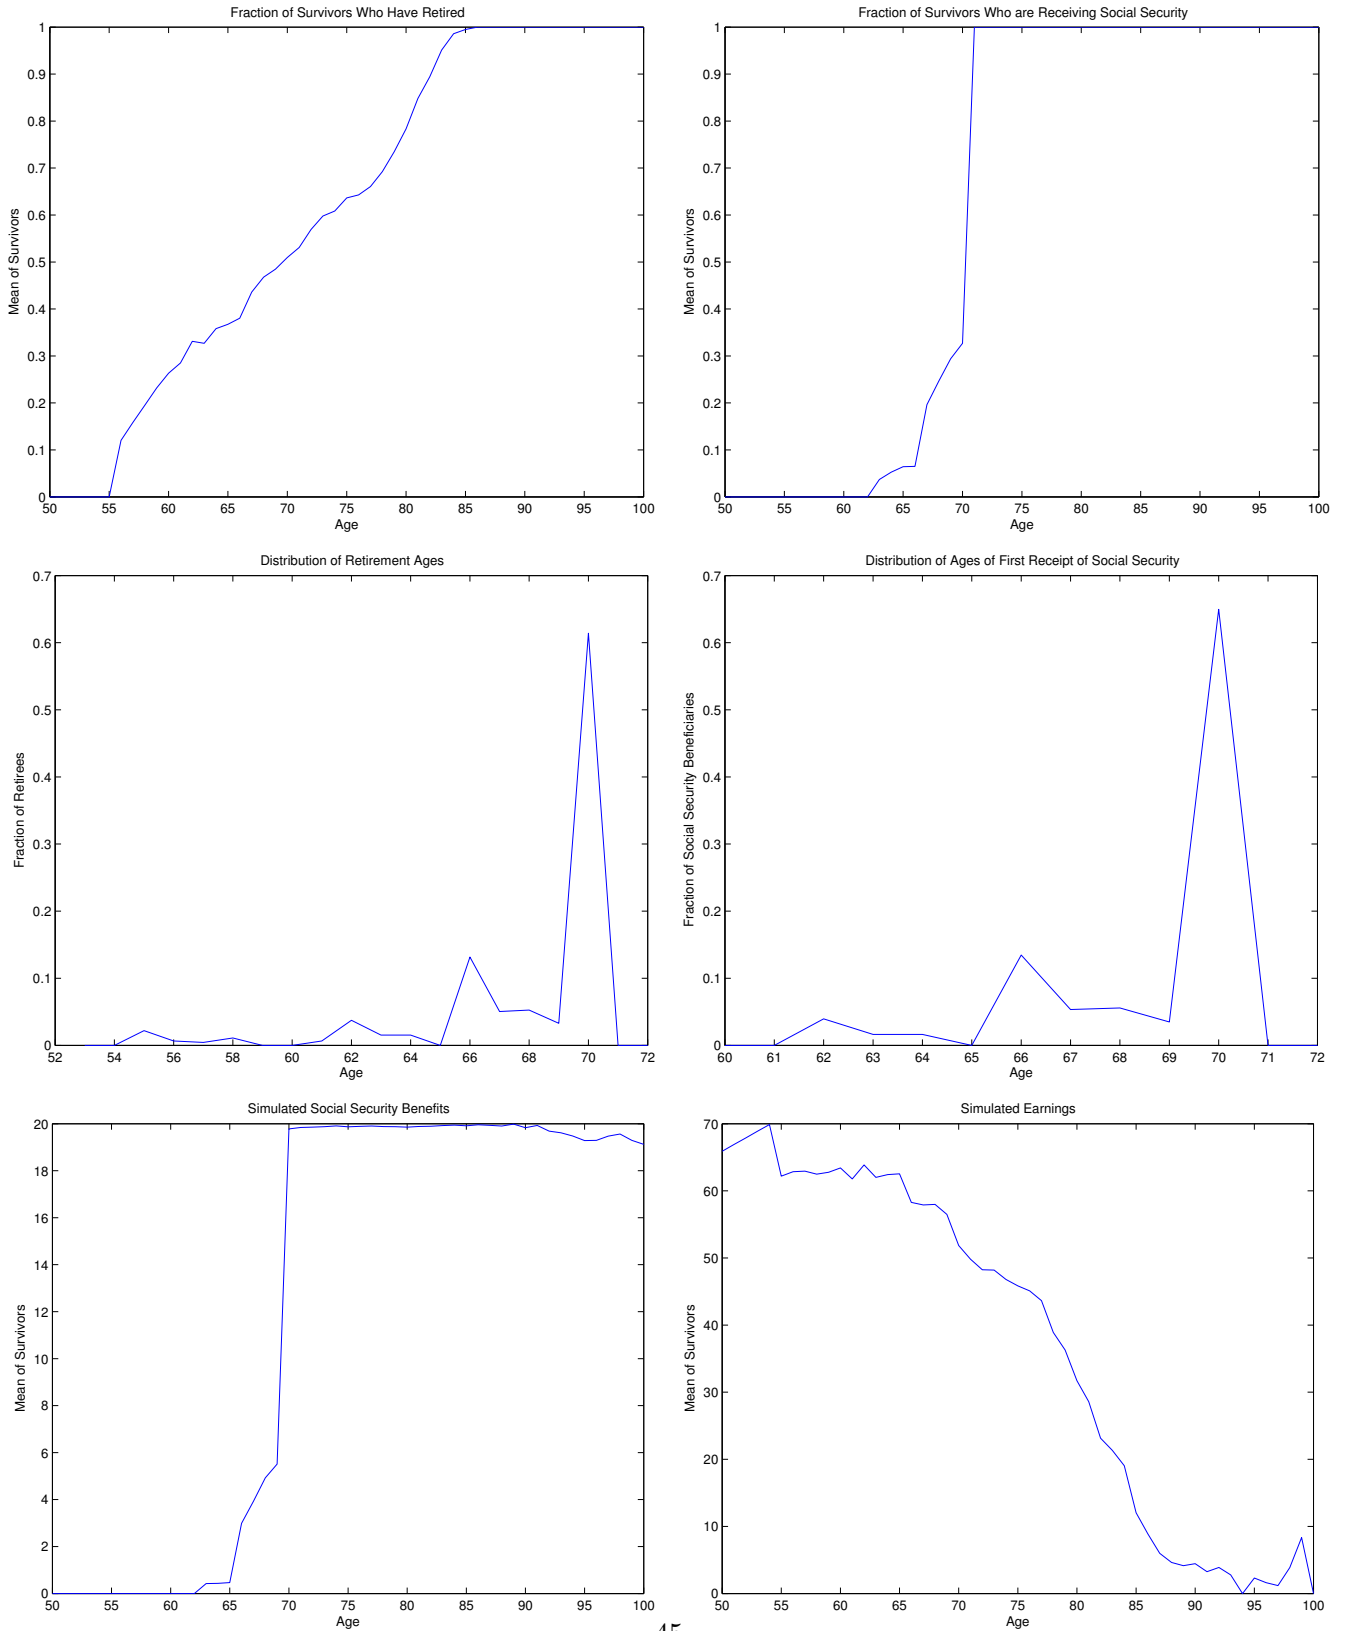 Fraction of Survivors Who Have Retired
1
0.9
0.8
0.7
0.6
0.5
0.4
0.3
0.2
0.1
0
Mean of Survivors
50 55 60 65 70 75 80 85 90 95 100
Age
Fraction of Survivors Who are Receiving Social Security
1
0.9
0.8
0.7
0.6
0.5
0.4
0.3
0.2
0.1
0
Mean of Survivors
50 55 60 65 70 75 80 85 90 95 100
Age
Distribution of Retirement Ages
0.7
0.6
0.5
0.4
0.3
0.2
0.1
0
Fraction of Retirees
52 54 56 58 60 62 64 66 68 70 72
Age
Distribution of Ages of First Receipt of Social Security
0.7
0.6
0.5
0.4
0.3
0.2
0.1
0
Fraction of Social Security Beneficiaries
60 61 62 63 64 65 66 67 68 69 70 71 72
Age
Simulated Social Security Benefits
20
18
16
14
12
10
8
6
4
2
0
Mean of Survivors
50 55 60 65 70 75 80 85 90 95 100
Age
Simulated Earnings
70
60
50
40
30
20
10
0
Mean of Survivors
50 55 60 65 70 75 80 85 90 95 100
Age
45